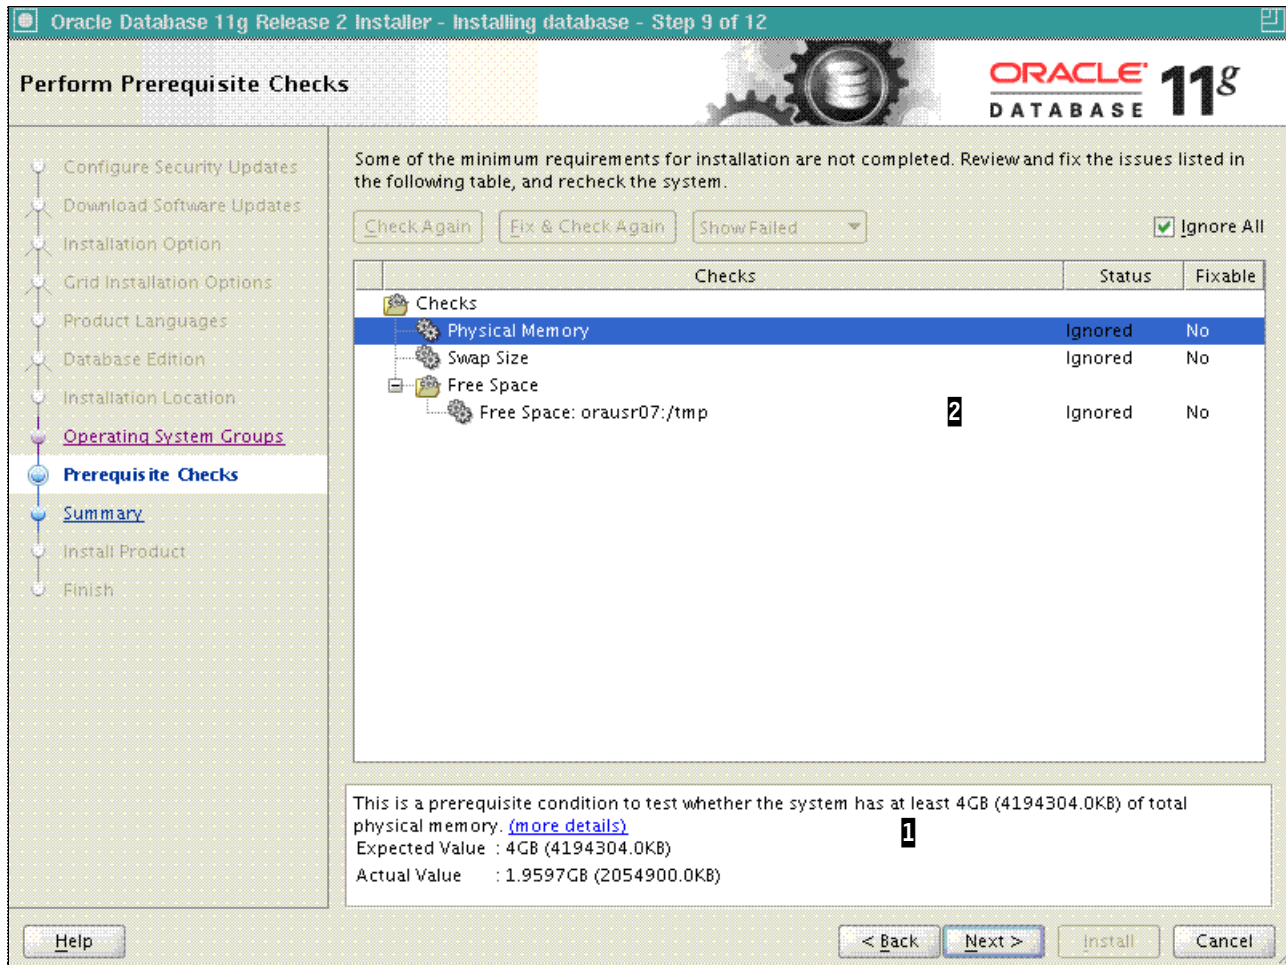 Oracle Database 11g Release 2 Installer - Installing database - Step 9 of 12
Perform Prerequisite Checks
ORACLE DATABASE 11g
Configure Security Updates
Download Software Updates
Installation Option
Grid Installation Options
Product Languages
Database Edition
Installation Location
Operating System Groups
Prerequisite Checks
Summary
Install Product
Finish
Some of the minimum requirements for installation are not completed. Review and fix the issues listed in
the following table, and recheck the system.
Check Again Fix & Check Again Show Failed Ignore All
Checks Status Fixable
Checks
Physical Memory Ignored No
Swap Size Ignored No
Free Space
Free Space: orausr07:/tmp 2 Ignored No
This is a prerequisite condition to test whether the system has at least 4GB (4194304.0KB) of total
physical memory. (more details) 1
Expected Value : 4GB (4194304.0KB)
Actual Value : 1.9597GB (2054900.0KB)
Help < Back Next > Install Cancel